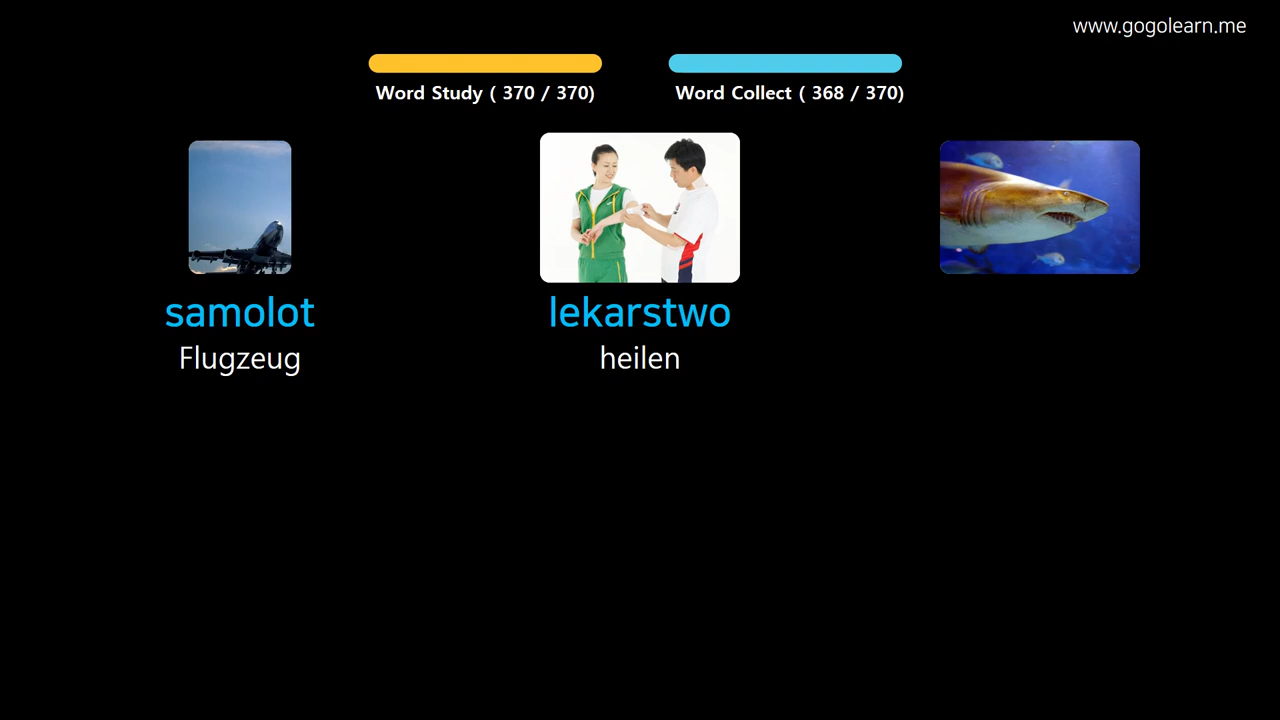 www.gogolearn.me
Word Study ( 370 / 370)
Word Collect ( 368 / 370)
samolot
Flugzeug
lekarstwo
heilen